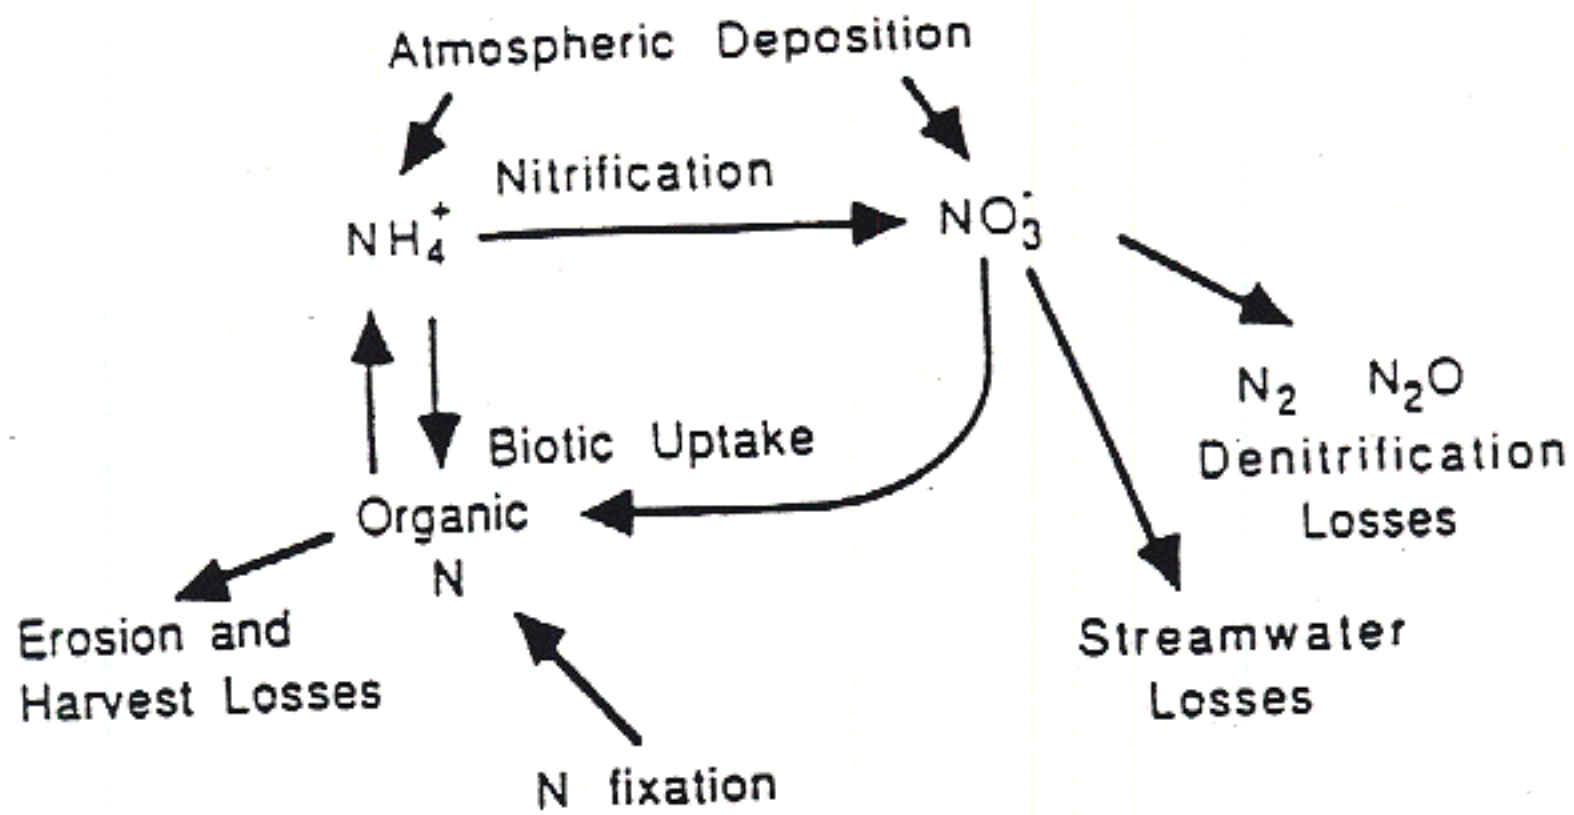 Atmospheric Deposition
Nitrification
NH₄⁺
NO₃⁻
N₂ N₂O
Denitrification
Losses
Biotic Uptake
Organic
N
Erosion and
Harvest Losses
Streamwater
Losses
N fixation